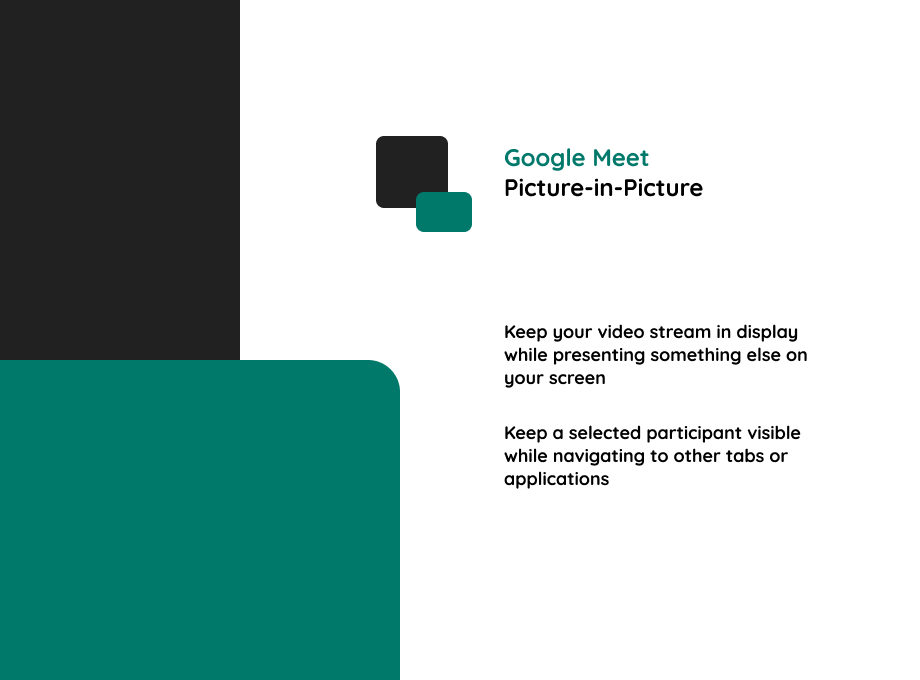 Google Meet
Picture-in-Picture
Keep your video stream in display
while presenting something else on
your screen
Keep a selected participant visible
while navigating to other tabs or
applications